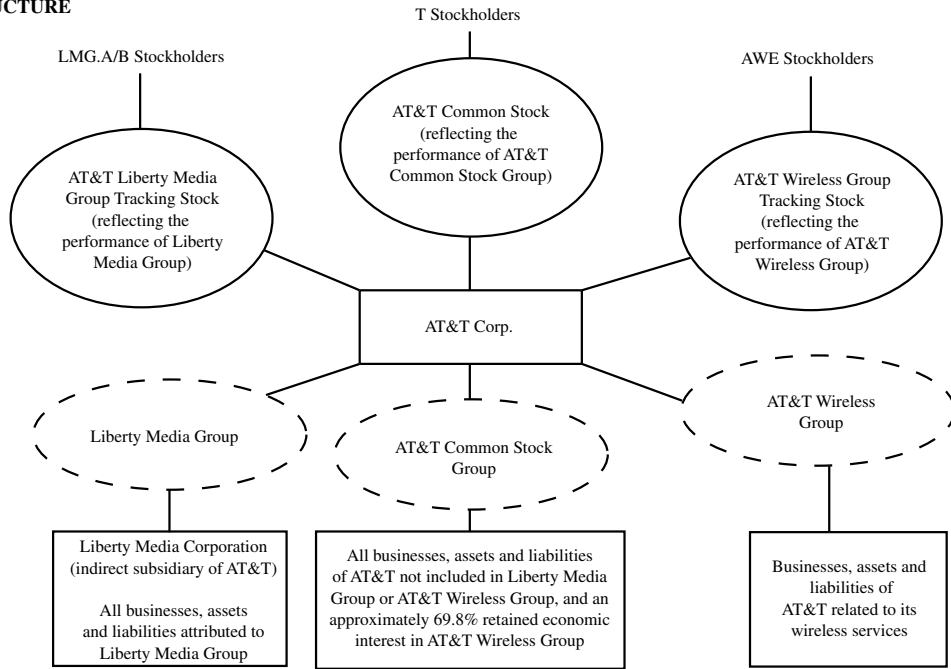 UCTURE
T Stockholders
LMG.A/B Stockholders
AWE Stockholders
AT&T Common Stock
(reflecting the
performance of AT&T
Common Stock Group)
AT&T Liberty Media
Group Tracking Stock
(reflecting the
performance of Liberty
Media Group)
AT&T Wireless Group
Tracking Stock
(reflecting the
performance of AT&T
Wireless Group)
AT&T Corp.
Liberty Media Group
AT&T Common Stock
Group
AT&T Wireless
Group
Liberty Media Corporation
(indirect subsidiary of AT&T)
All businesses, assets
and liabilities attributed to
Liberty Media Group
All businesses, assets and liabilities
of AT&T not included in Liberty Media
Group or AT&T Wireless Group, and an
approximately 69.8% retained economic
interest in AT&T Wireless Group
Businesses, assets and
liabilities of
AT&T related to its
wireless services